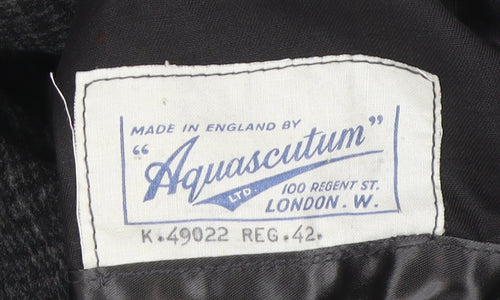 MADE IN ENGLAND BY
"Aquascutum"
LTD. 100 REGENT ST.
LONDON. W.
K.49022 REG.42.